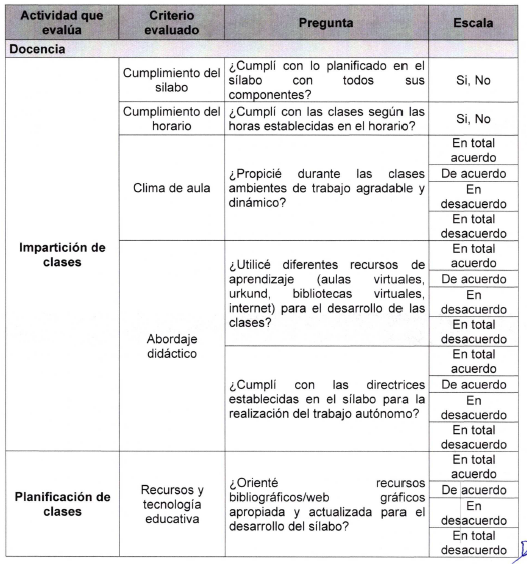 Actividad que evalúa Criterio evaluado Pregunta Escala
Docencia
Impartición de clases
Cumplimiento del silabo
¿Cumplí con lo planificado en el
sílabo con todos sus
componentes?
Si, No
Cumplimiento del horario
¿Cumplí con las clases según las
horas establecidas en el horario?
Si, No
Clima de aula
¿Propicié durante las clases
ambientes de trabajo agradable y
dinámico?
En total
acuerdo
De acuerdo
En
desacuerdo
En total
desacuerdo
Abordaje
didáctico
¿Utilicé diferentes recursos de
aprendizaje (aulas virtuales,
urkund, bibliotecas virtuales,
internet) para el desarrollo de las
clases?
En total
acuerdo
De acuerdo
En
desacuerdo
En total
desacuerdo
¿Cumplí con las directrices
establecidas en el sílabo para la
realización del trabajo autónomo?
En total
acuerdo
De acuerdo
En
desacuerdo
En total
desacuerdo
Planificación de
clases
Recursos y
tecnología
educativa
¿Orienté recursos
bibliográficos/web gráficos
apropiada y actualizada para el
desarrollo del sílabo?
En total
acuerdo
De acuerdo
En
desacuerdo
En total
desacuerdo